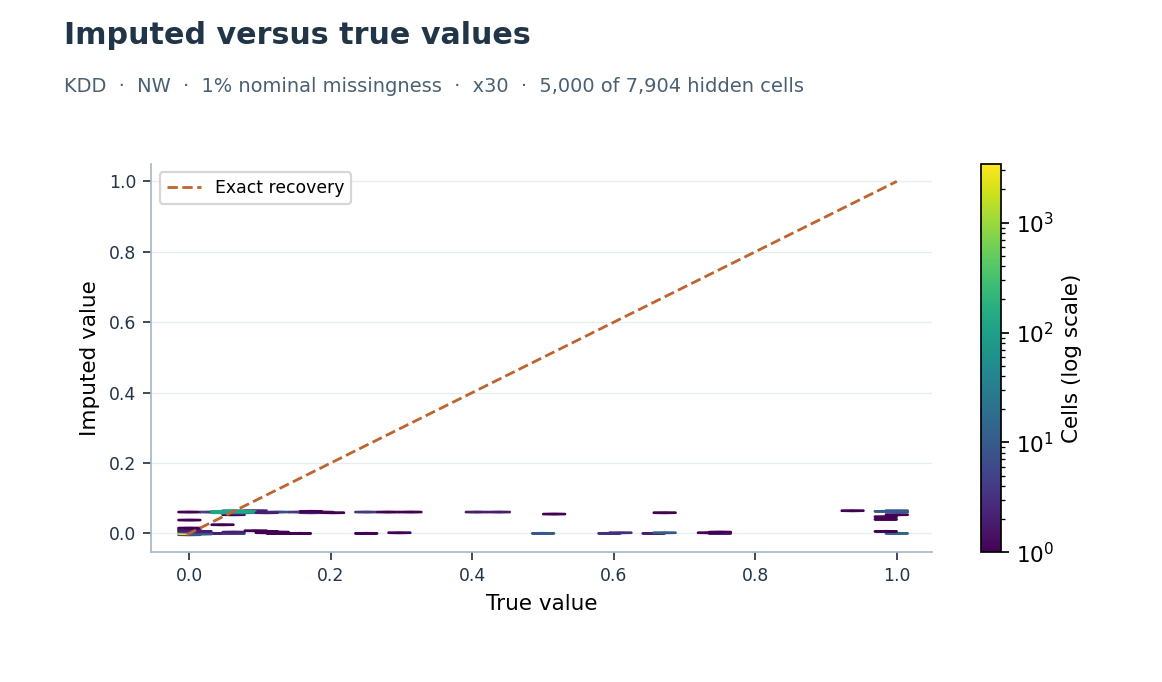 Imputed versus true values
KDD · NW · 1% nominal missingness · x30 · 5,000 of 7,904 hidden cells
Exact recovery
1.0
0.8
0.6
0.4
0.2
0.0
Imputed value
0.0 0.2 0.4 0.6 0.8 1.0
True value
10³
10²
10¹
10⁰
Cells (log scale)